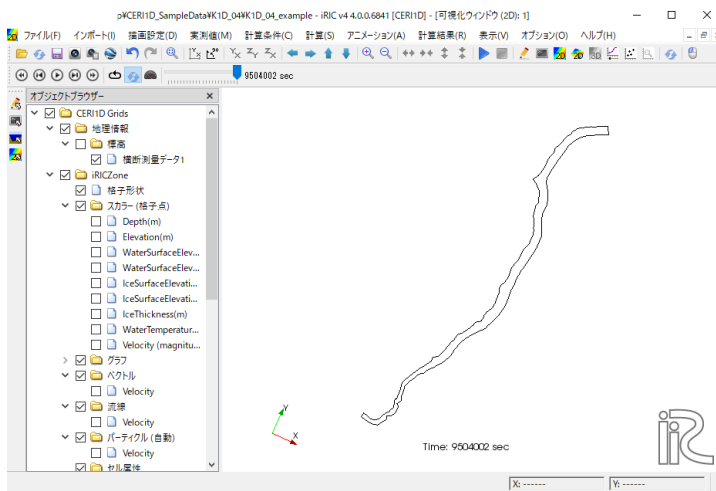 p¥CERI1D_SampleData¥K1D_04¥K1D_04_example - iRIC v4 4.0.0.6841 [CERI1D] - [可視化ウィンドウ (2D): 1]
ファイル(F) インポート(I) 描画設定(D) 実測値(M) 計算条件(C) 計算(S) アニメーション(A) 計算結果(R) 表示(V) オプション(O) ヘルプ(H)
9504002 sec
オブジェクトブラウザー
CERI1D Grids
地理情報
標高
横断測量データ1
iRICZone
格子形状
スカラー (格子点)
Depth(m)
Elevation(m)
WaterSurfaceElev...
WaterSurfaceElev...
IceSurfaceElevati...
IceSurfaceElevati...
IceThickness(m)
WaterTemperatur...
Velocity (magnitu...
グラフ
ベクトル
Velocity
流線
Velocity
パーティクル (自動)
Velocity
セル属性
Y
X
Time: 9504002 sec
iRIC
X: ------
Y: ------